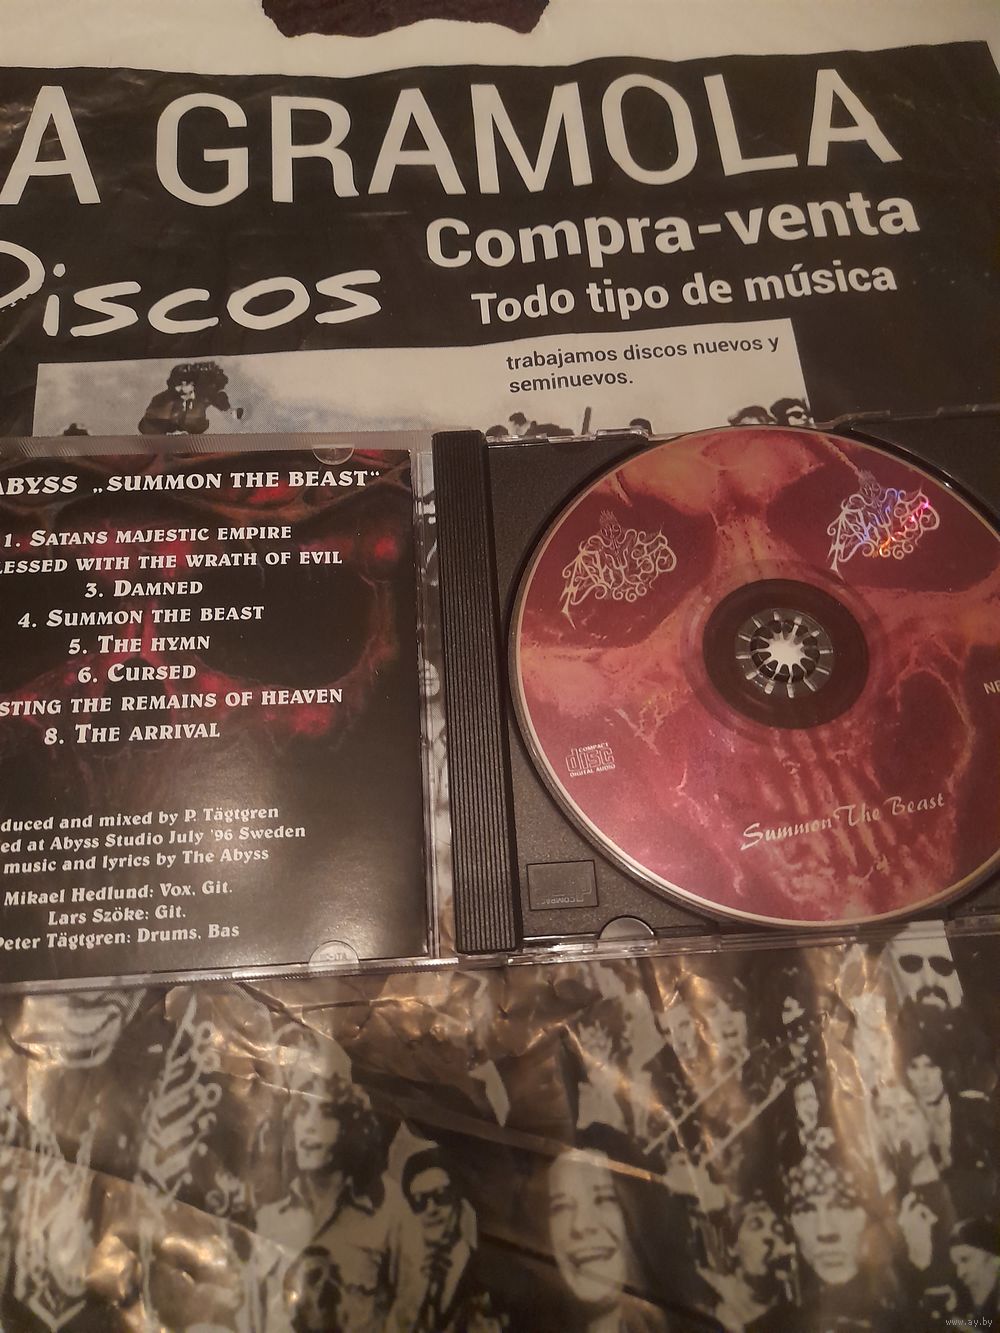 A GRAMOLA
Discos
Compra-venta
Todo tipo de música
trabajamos discos nuevos y
seminuevos.
ABYSS „SUMMON THE BEAST“
1. SATANS MAJESTIC EMPIRE
LESSED WITH THE WRATH OF EVIL
3. DAMNED
4. SUMMON THE BEAST
5. THE HYMN
6. CURSED
STING THE REMAINS OF HEAVEN
8. THE ARRIVAL
duced and mixed by P. Tägtgren
ed at Abyss Studio July '96 Sweden
music and lyrics by The Abyss
Mikael Hedlund: Vox, Git.
Lars Szöke: Git.
Peter Tägtgren: Drums, Bas
COMPACT
disc
DIGITAL AUDIO
Summon The Beast
www.ay.by